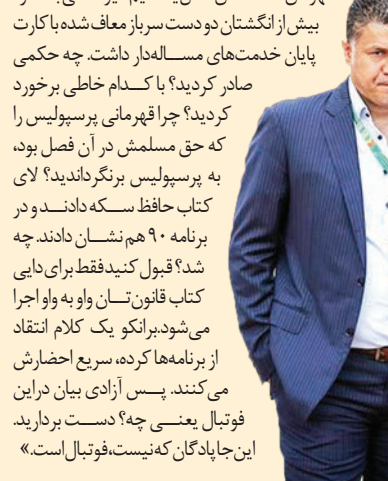 بیش از انگشتان دو دست سرباز معاف شده با کارت
پایان خدمت‌های مساله‌دار داشت. چه حکمی
صادر کردید؟ با کدام خاطی برخورد
کردید؟ چرا قهرمانی پرسپولیس را
که حق مسلمش در آن فصل بود،
به پرسپولیس برنگرداندید؟ لای
کتاب حافظ سکه دادند و در
برنامه ۹۰ هم نشان دادند. چه
شد؟ قبول کنید فقط برای دایی
کتاب قانون‌تان واو به واو اجرا
می‌شود. برانکو یک کلام انتقاد
از برنامه‌ها کرده، سریع احضارش
می‌کنند. پس آزادی بیان در این
فوتبال یعنی چه؟ دست بردارید.
این جا پادگان که نیست، فوتبال است.»